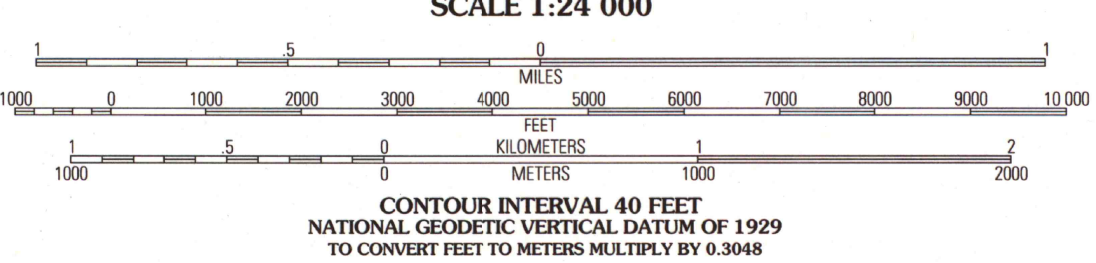 SCALE 1:24 000
1 .5 0 1
MILES
1000 0 1000 2000 3000 4000 5000 6000 7000 8000 9000 10 000
FEET
1 .5 0 KILOMETERS 1 2
1000 0 METERS 1000 2000
CONTOUR INTERVAL 40 FEET
NATIONAL GEODETIC VERTICAL DATUM OF 1929
TO CONVERT FEET TO METERS MULTIPLY BY 0.3048